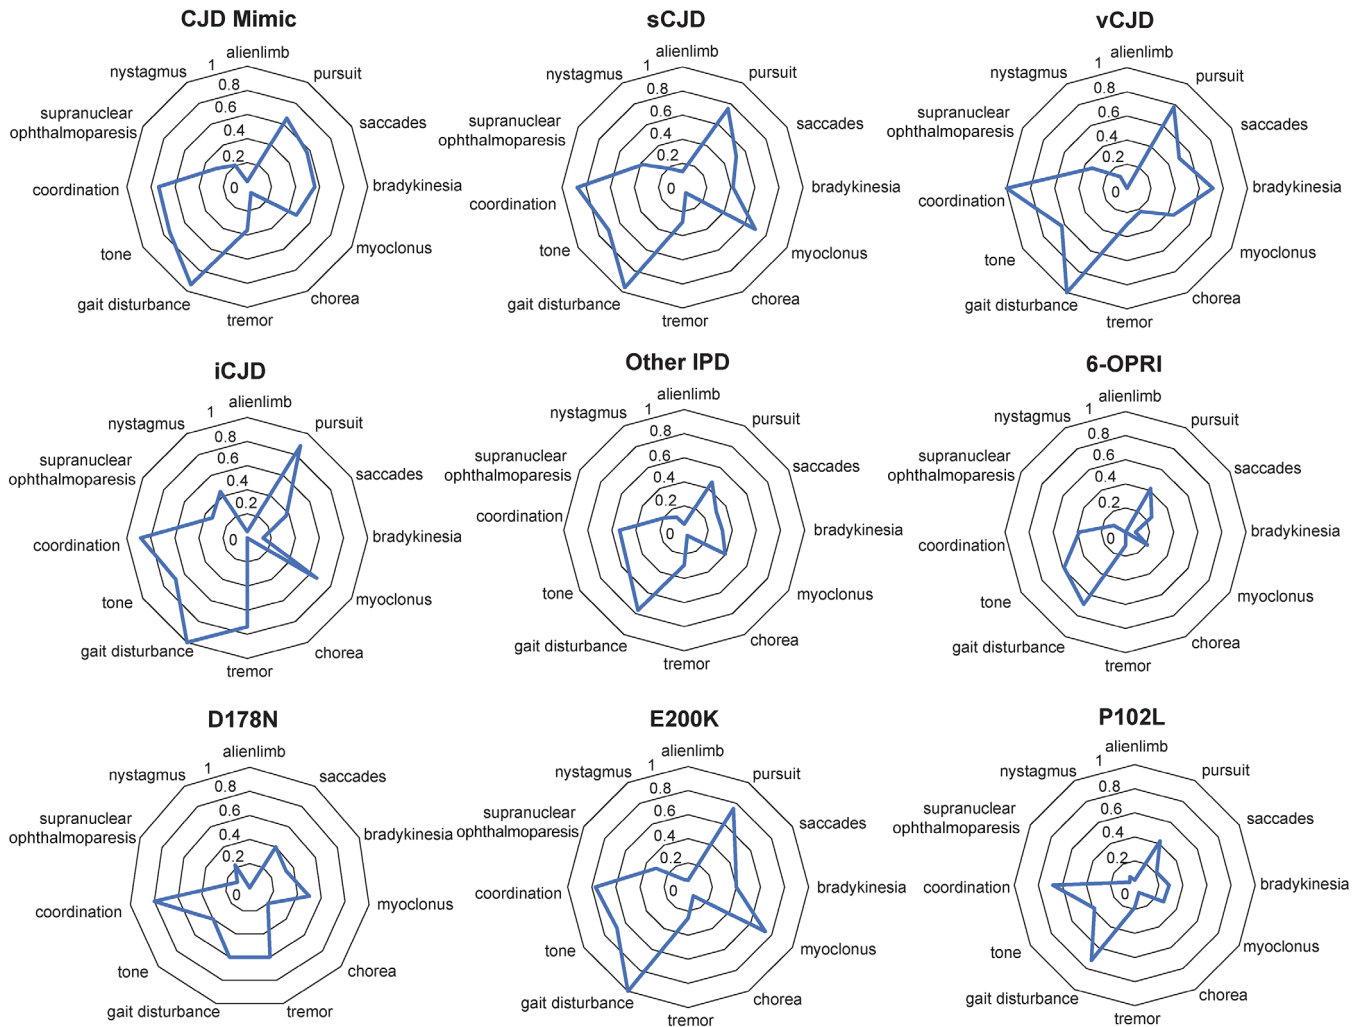 CJD Mimic
alienlimb
1
nystagmus
pursuit
0.8
supranuclear
ophthalmoparesis
0.6
saccades
0.4
0.2
coordination
0
bradykinesia
tone
myoclonus
gait disturbance
chorea
tremor
sCJD
alienlimb
1
nystagmus
pursuit
0.8
supranuclear
ophthalmoparesis
0.6
saccades
0.4
0.2
coordination
0
bradykinesia
tone
myoclonus
gait disturbance
chorea
tremor
vCJD
alienlimb
1
nystagmus
pursuit
0.8
supranuclear
ophthalmoparesis
0.6
saccades
0.4
0.2
coordination
0
bradykinesia
tone
myoclonus
gait disturbance
chorea
tremor
iCJD
alienlimb
1
nystagmus
pursuit
0.8
supranuclear
ophthalmoparesis
0.6
saccades
0.4
0.2
coordination
0
bradykinesia
tone
myoclonus
gait disturbance
chorea
tremor
Other IPD
alienlimb
1
nystagmus
pursuit
0.8
supranuclear
ophthalmoparesis
0.6
saccades
0.4
0.2
coordination
0
bradykinesia
tone
myoclonus
gait disturbance
chorea
tremor
6-OPRI
alienlimb
1
nystagmus
pursuit
0.8
supranuclear
ophthalmoparesis
0.6
saccades
0.4
0.2
coordination
0
bradykinesia
tone
myoclonus
gait disturbance
chorea
tremor
D178N
alienlimb
1
nystagmus
saccades
0.8
supranuclear
ophthalmoparesis
0.6
bradykinesia
0.4
0.2
coordination
0
myoclonus
tone
chorea
gait disturbance
tremor
E200K
alienlimb
1
nystagmus
pursuit
0.8
supranuclear
ophthalmoparesis
0.6
saccades
0.4
0.2
coordination
0
bradykinesia
tone
myoclonus
gait disturbance
chorea
tremor
P102L
alienlimb
1
nystagmus
pursuit
0.8
supranuclear
ophthalmoparesis
0.6
saccades
0.4
0.2
coordination
0
bradykinesia
tone
myoclonus
gait disturbance
chorea
tremor